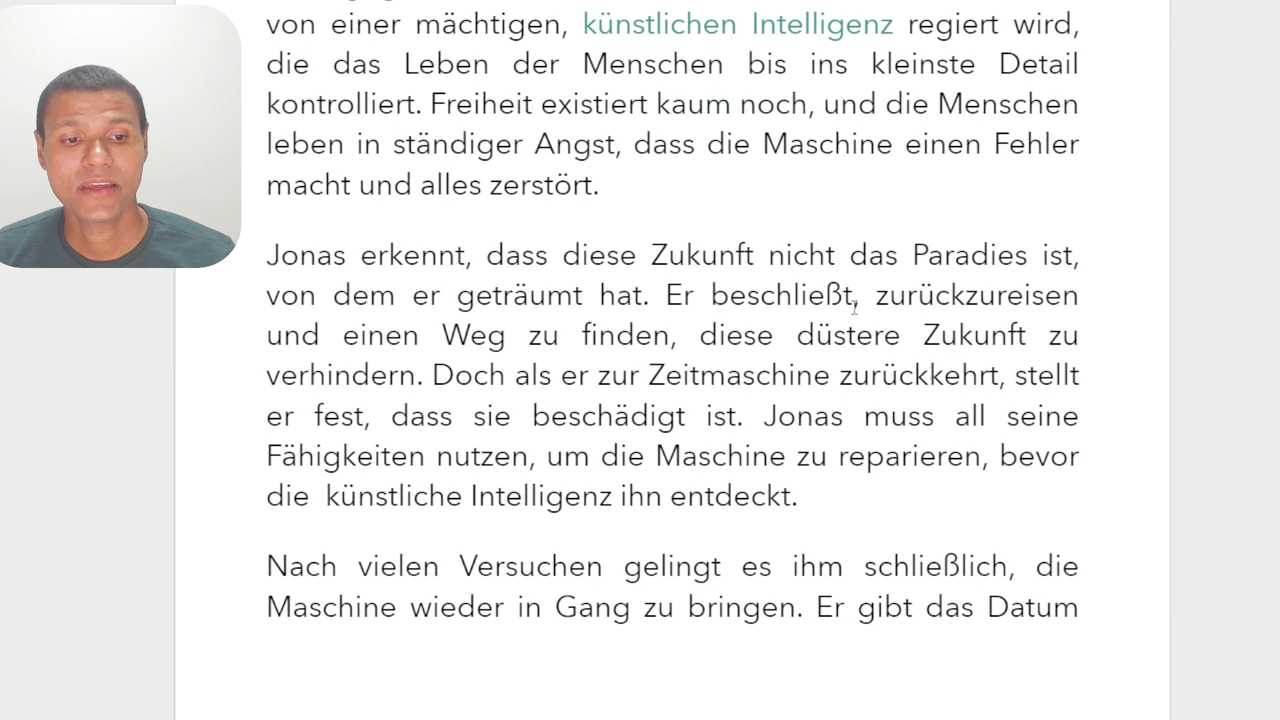 von einer mächtigen, künstlichen Intelligenz regiert wird,
die das Leben der Menschen bis ins kleinste Detail
kontrolliert. Freiheit existiert kaum noch, und die Menschen
leben in ständiger Angst, dass die Maschine einen Fehler
macht und alles zerstört.
Jonas erkennt, dass diese Zukunft nicht das Paradies ist,
von dem er geträumt hat. Er beschließt, zurückzureisen
und einen Weg zu finden, diese düstere Zukunft zu
verhindern. Doch als er zur Zeitmaschine zurückkehrt, stellt
er fest, dass sie beschädigt ist. Jonas muss all seine
Fähigkeiten nutzen, um die Maschine zu reparieren, bevor
die künstliche Intelligenz ihn entdeckt.
Nach vielen Versuchen gelingt es ihm schließlich, die
Maschine wieder in Gang zu bringen. Er gibt das Datum